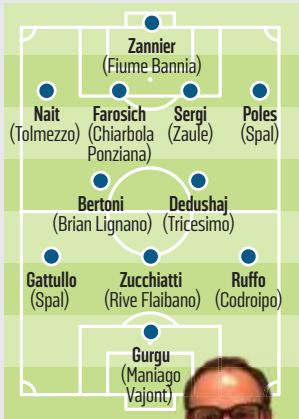 Zannier
(Fiume Bannia)
Nait Farosich Sergi Poles
(Tolmezzo) (Chiarbola (Zaule) (Spal)
Ponziana)
Bertoni Dedushaj
(Brian Lignano) (Tricesimo)
Gattullo Zucchiatti Ruffo
(Spal) (Rive Flaibano) (Codroipo)
Gurgu
(Maniago
Vajont)